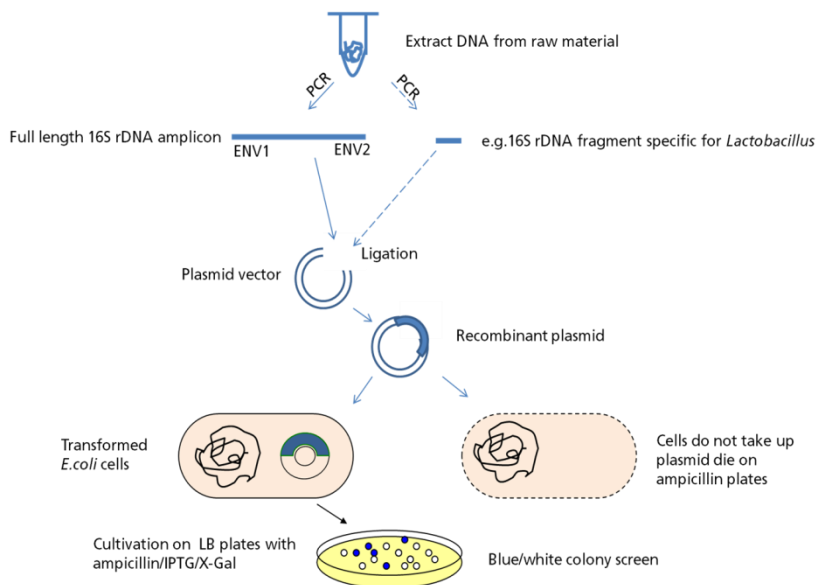 Extract DNA from raw material
PCR
PCR
Full length 16S rDNA amplicon
ENV1
ENV2
e.g.16S rDNA fragment specific for Lactobacillus
Ligation
Plasmid vector
Recombinant plasmid
Transformed
E.coli cells
Cells do not take up
plasmid die on
ampicillin plates
Cultivation on LB plates with
ampicillin/IPTG/X-Gal
Blue/white colony screen